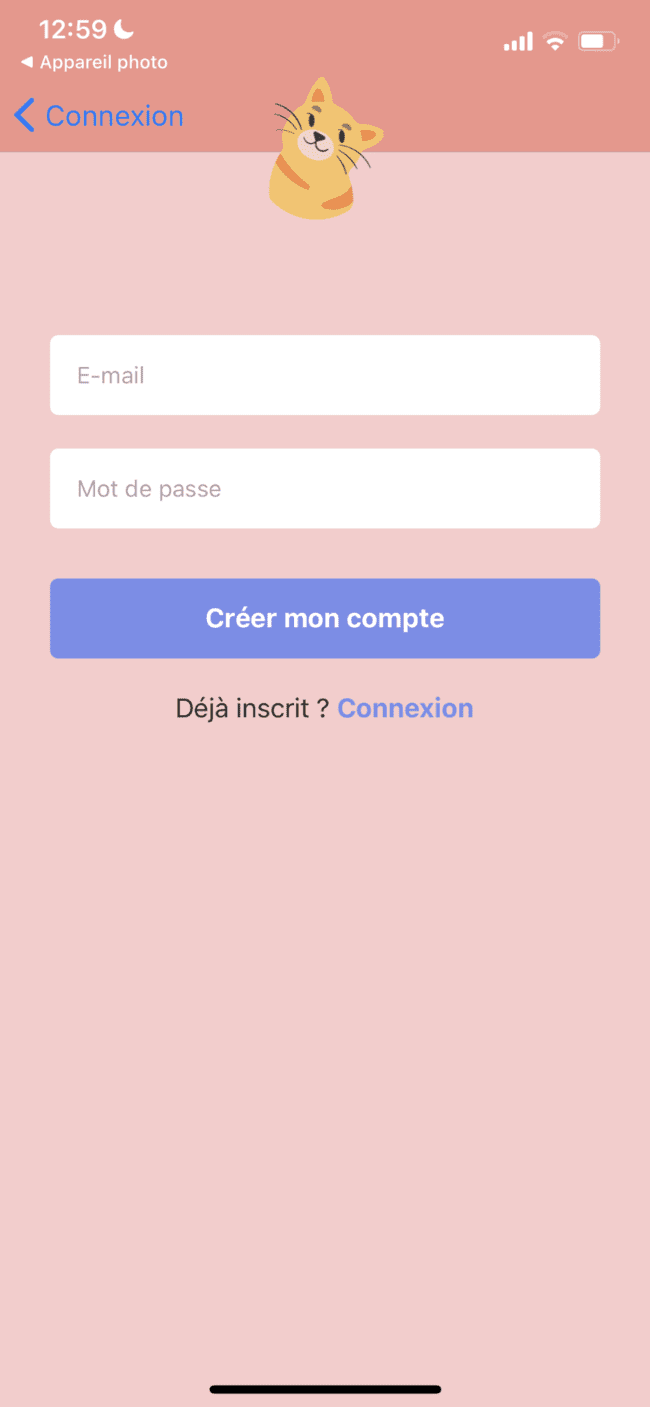 12:59
Appareil photo
Connexion
E-mail
Mot de passe
Créer mon compte
Déjà inscrit ? Connexion